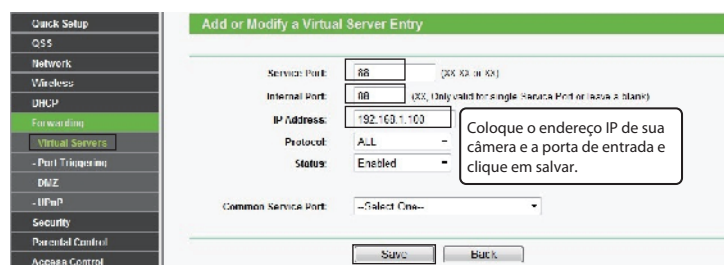 Quick Setup
QSS
Network
Wireless
DHCP
Forwarding
- Virtual Servers
- Port Triggering
- DMZ
- UPnP
Security
Parental Control
Access Control
Add or Modify a Virtual Server Entry
Service Port: 88 (XX-XX or XX)
Internal Port: 88 (XX, Only valid for single Service Port or leave a blank)
IP Address: 192.168.1.100
Protocol: ALL
Status: Enabled
Coloque o endereço IP de sua
câmera e a porta de entrada e
clique em salvar.
Common Service Port: --Select One--
Save Back